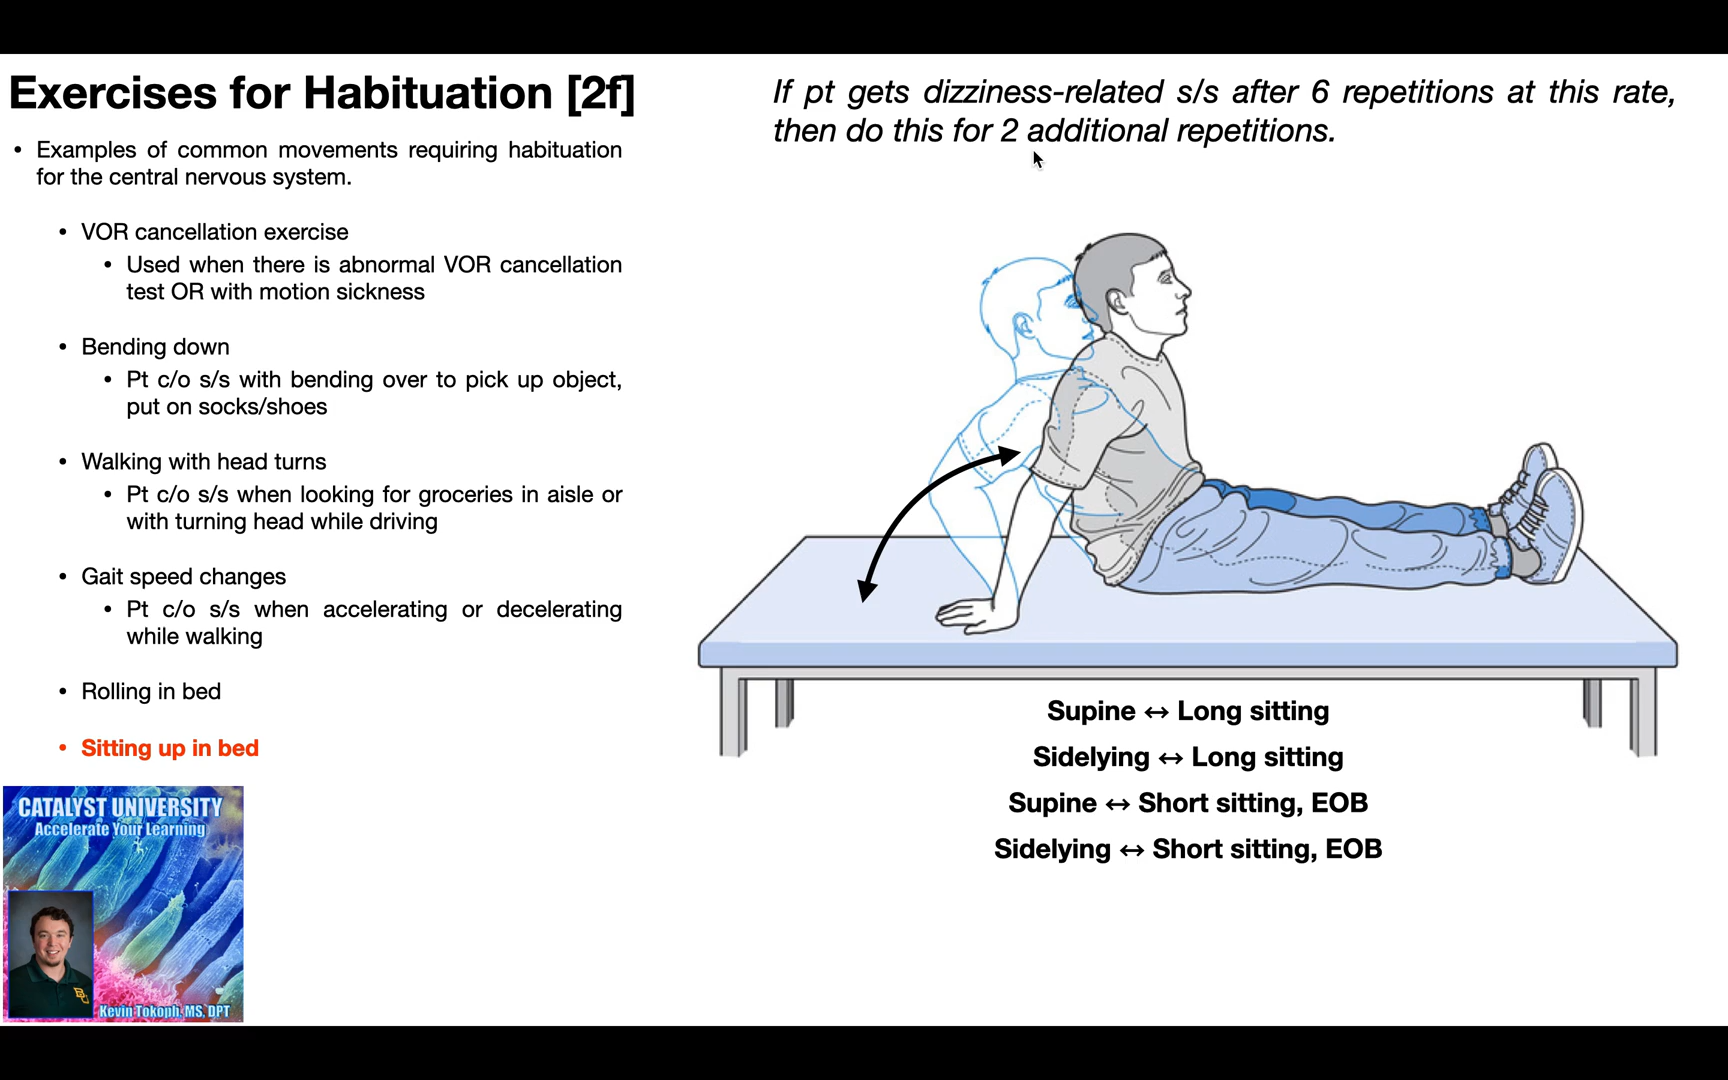 Exercises for Habituation [2f]
• Examples of common movements requiring habituation
for the central nervous system.
• VOR cancellation exercise
• Used when there is abnormal VOR cancellation
test OR with motion sickness
• Bending down
• Pt c/o s/s with bending over to pick up object,
put on socks/shoes
• Walking with head turns
• Pt c/o s/s when looking for groceries in aisle or
with turning head while driving
• Gait speed changes
• Pt c/o s/s when accelerating or decelerating
while walking
• Rolling in bed
• Sitting up in bed
CATALYST UNIVERSITY
Accelerate Your Learning
Kevin Tokoph, MS, DPT
If pt gets dizziness-related s/s after 6 repetitions at this rate,
then do this for 2 additional repetitions.
Supine ↔ Long sitting
Sidelying ↔ Long sitting
Supine ↔ Short sitting, EOB
Sidelying ↔ Short sitting, EOB